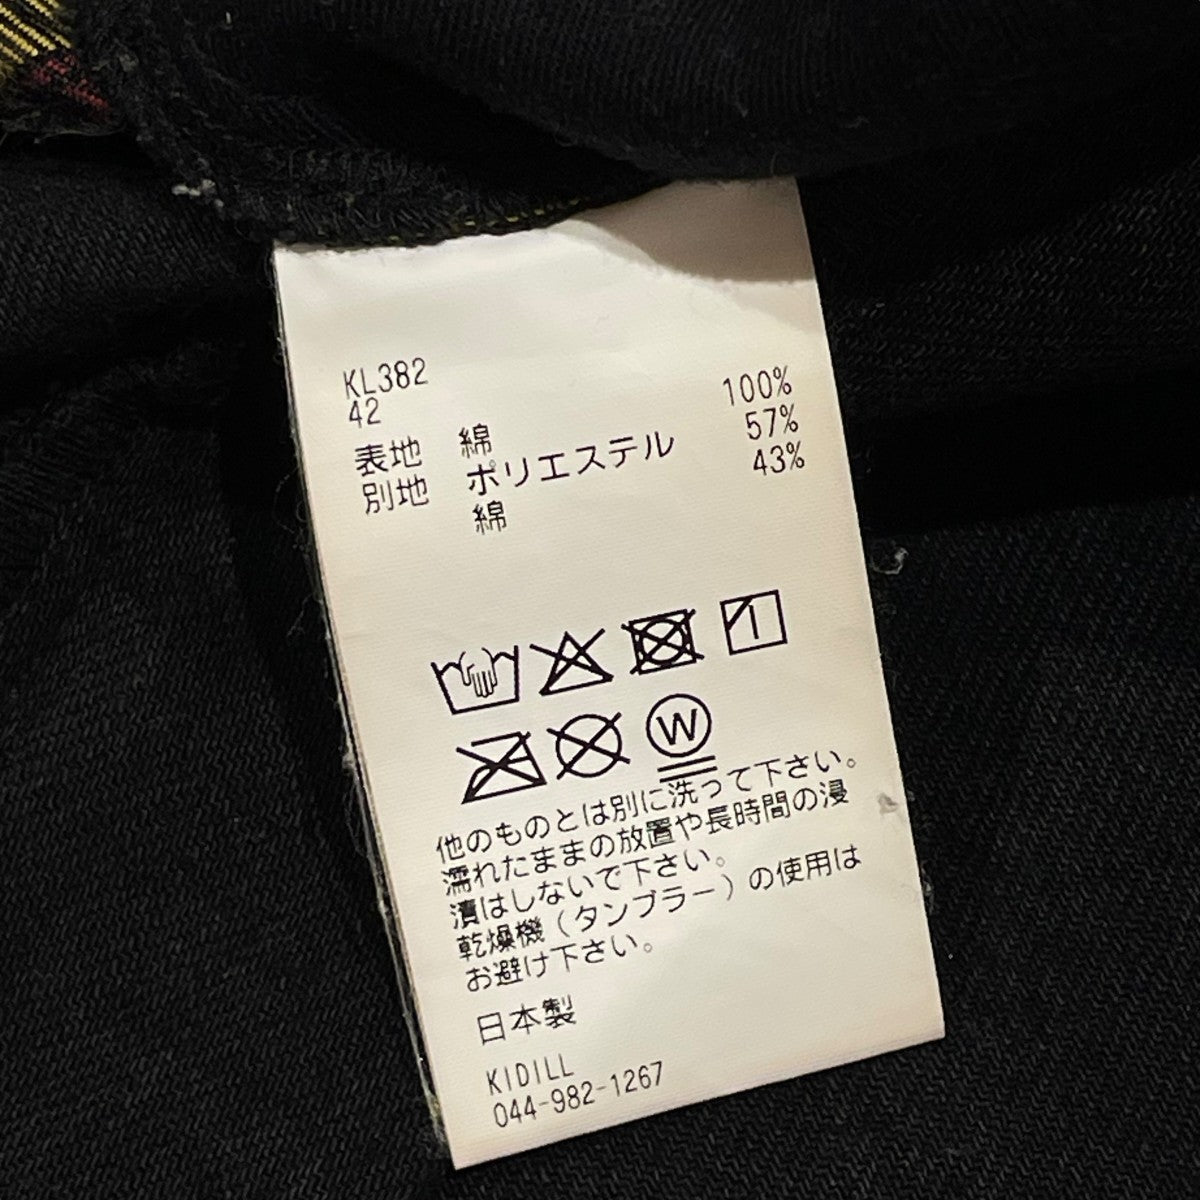 KL382
42
表地 綿 100%
別地 ポリエステル 57%
綿 43%
W
他のものとは別に洗って下さい。
濡れたままの放置や長時間の浸
漬はしないで下さい。
乾燥機(タンブラー)の使用は
お避け下さい。
日本製
KIDILL
044-982-1267